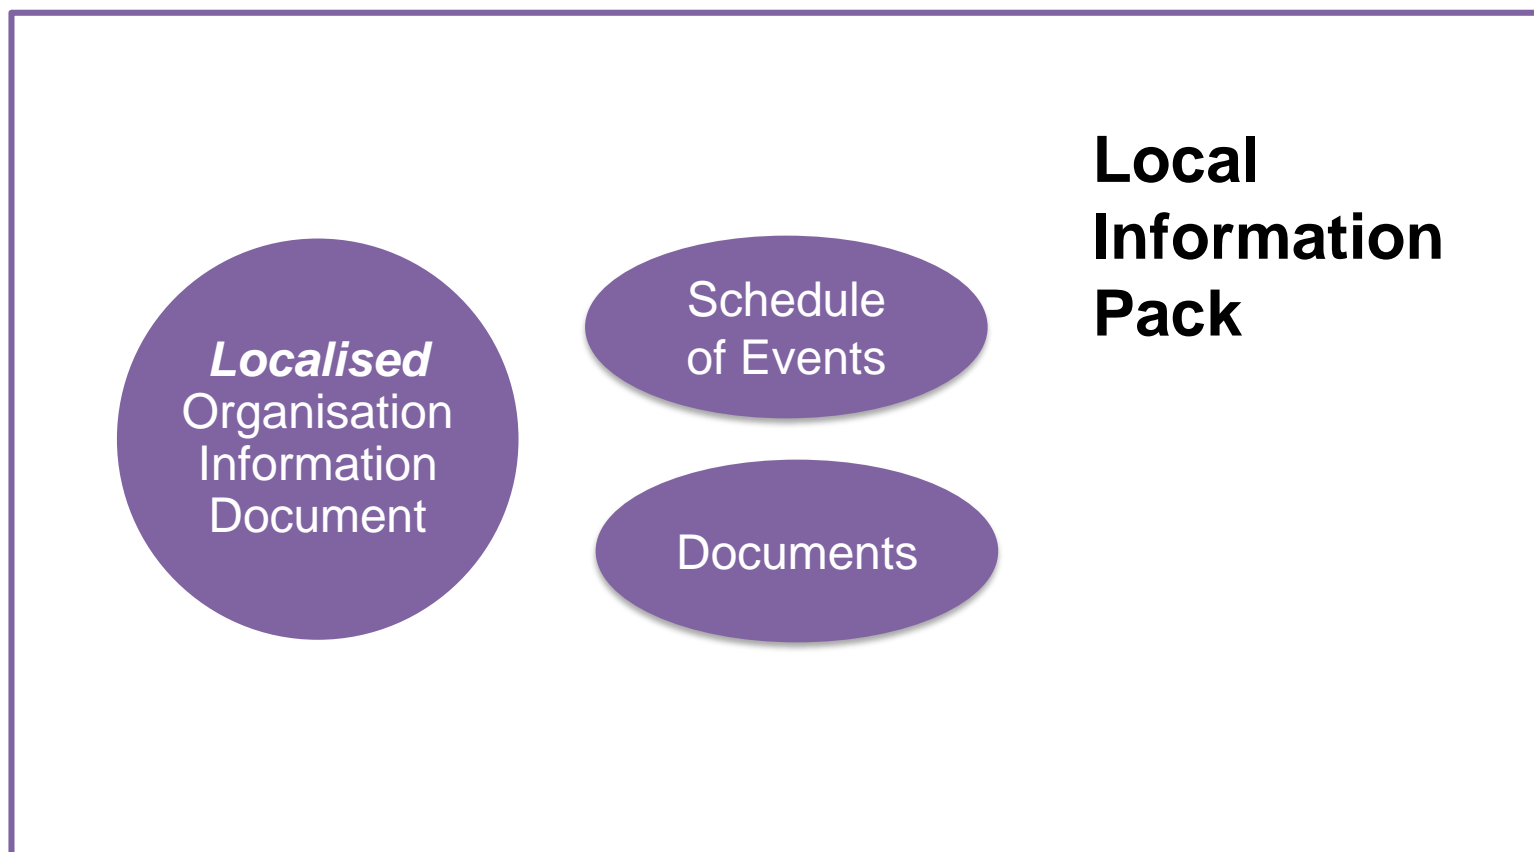 Local
Information
Pack
Localised
Organisation
Information
Document
Schedule
of Events
Documents